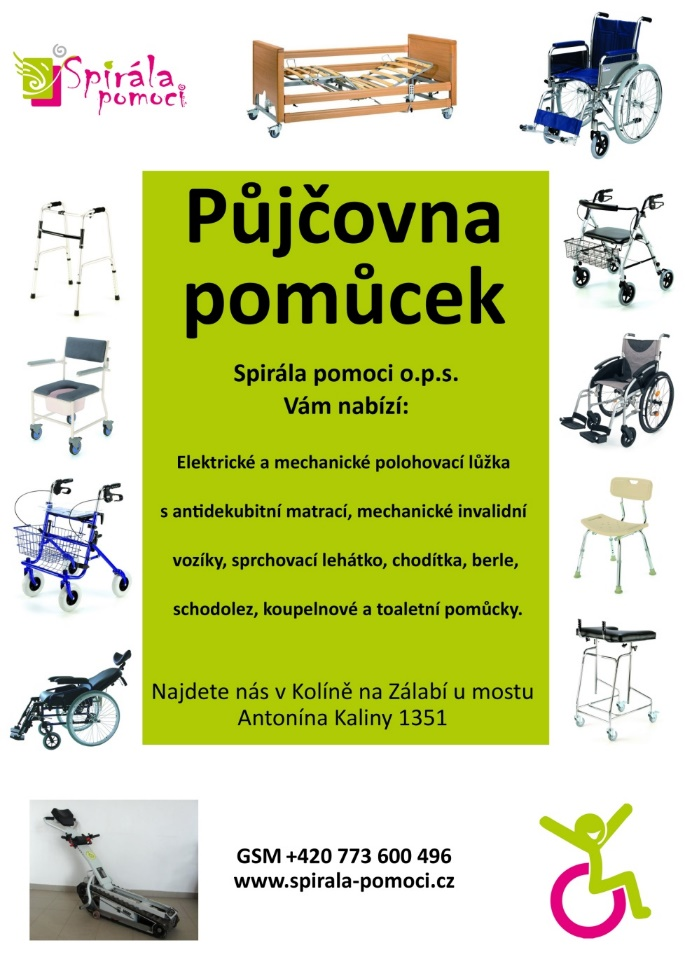 Spirála
pomoci
Půjčovna
pomůcek
Spirála pomoci o.p.s.
Vám nabízí:
Elektrické a mechanické polohovací lůžka
s antidekubitní matrací, mechanické invalidní
vozíky, sprchovací lehátko, chodítka, berle,
schodolez, koupelnové a toaletní pomůcky.
Najdete nás v Kolíně na Zálabí u mostu
Antonína Kaliny 1351
GSM +420 773 600 496
www.spirala-pomoci.cz